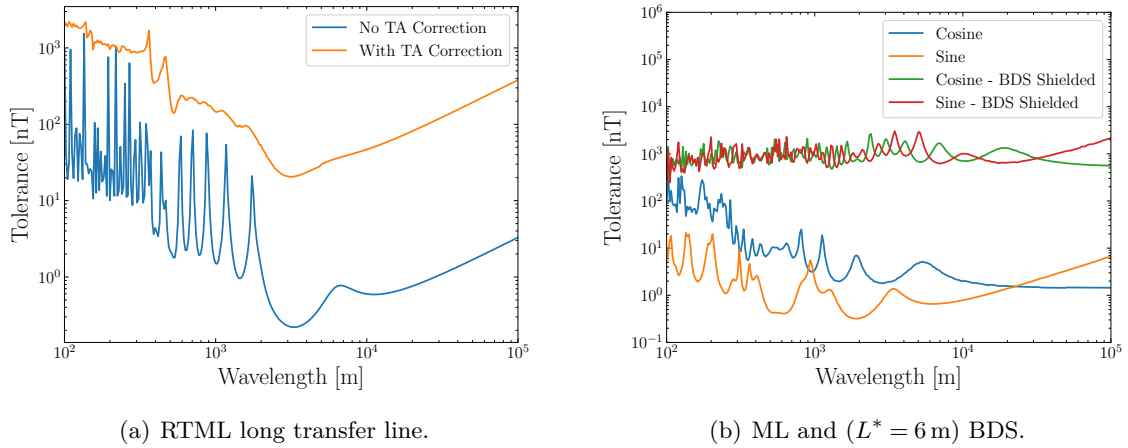 No TA Correction
With TA Correction
Tolerance [nT]
10^3
10^2
10^1
10^0
10^2 10^3 10^4 10^5
Wavelength [m]
(a) RTML long transfer line.
Cosine
Sine
Cosine - BDS Shielded
Sine - BDS Shielded
Tolerance [nT]
10^6
10^5
10^4
10^3
10^2
10^1
10^0
10^−1
10^2 10^3 10^4 10^5
Wavelength [m]
(b) ML and (L* = 6 m) BDS.